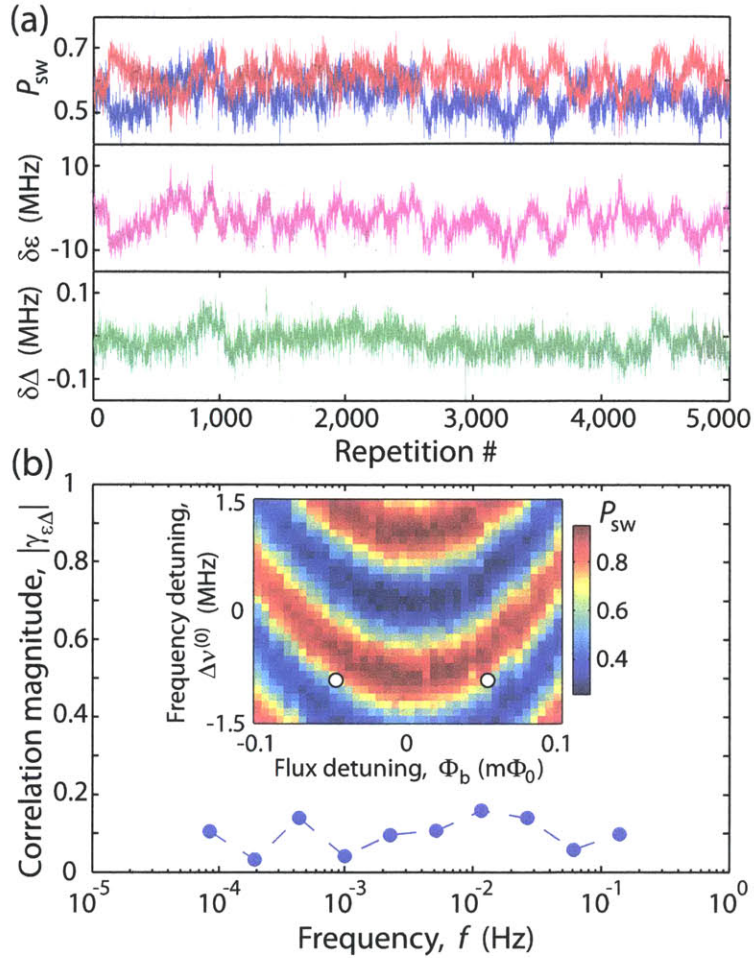 (a)
0.7
P_sw
0.5
10
δε (MHz)
-10
0.1
δΔ (MHz)
-0.1
0 1,000 2,000 3,000 4,000 5,000
Repetition #
(b)
1
0.8
0.6
0.4
0.2
0
Correlation magnitude, |γ_εΔ|
1.5
0
-1.5
Frequency detuning,
Δν⁽⁰⁾ (MHz)
-0.1 0 0.1
Flux detuning, Φ_b (mΦ₀)
P_sw
0.8
0.6
0.4
10⁻⁵ 10⁻⁴ 10⁻³ 10⁻² 10⁻¹ 10⁰
Frequency, f (Hz)